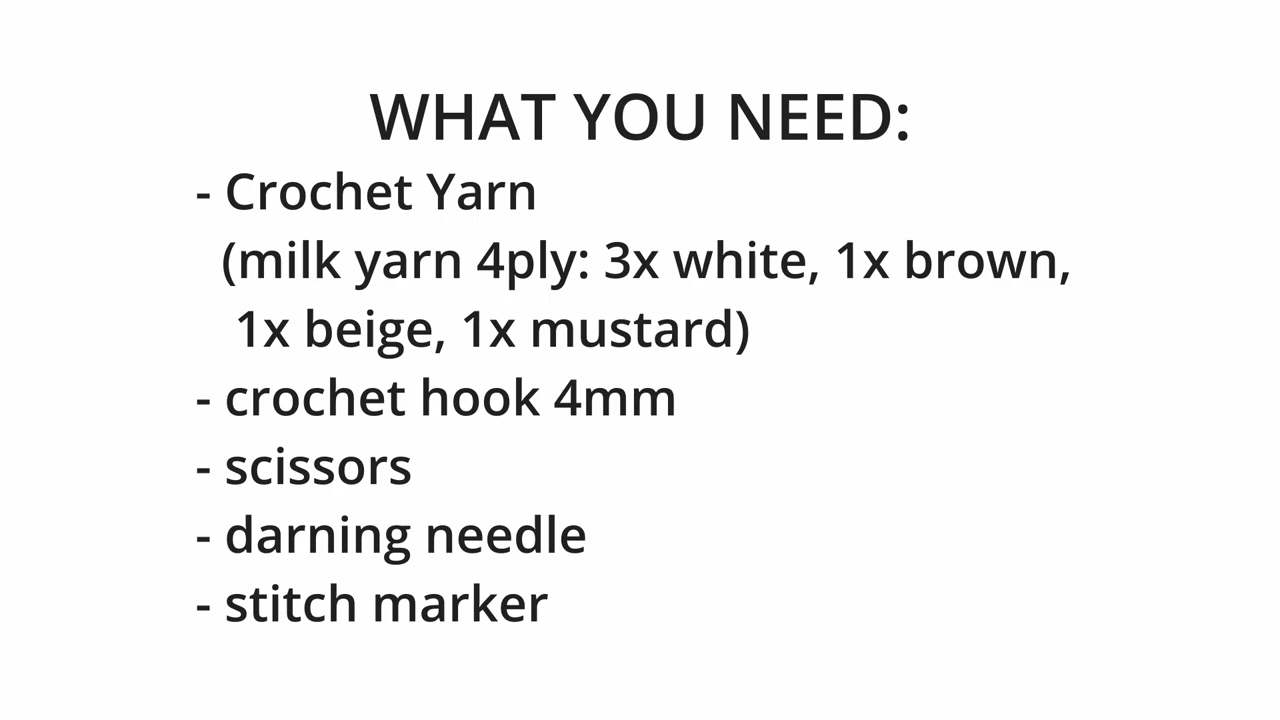 WHAT YOU NEED:
- Crochet Yarn
(milk yarn 4ply: 3x white, 1x brown,
1x beige, 1x mustard)
- crochet hook 4mm
- scissors
- darning needle
- stitch marker